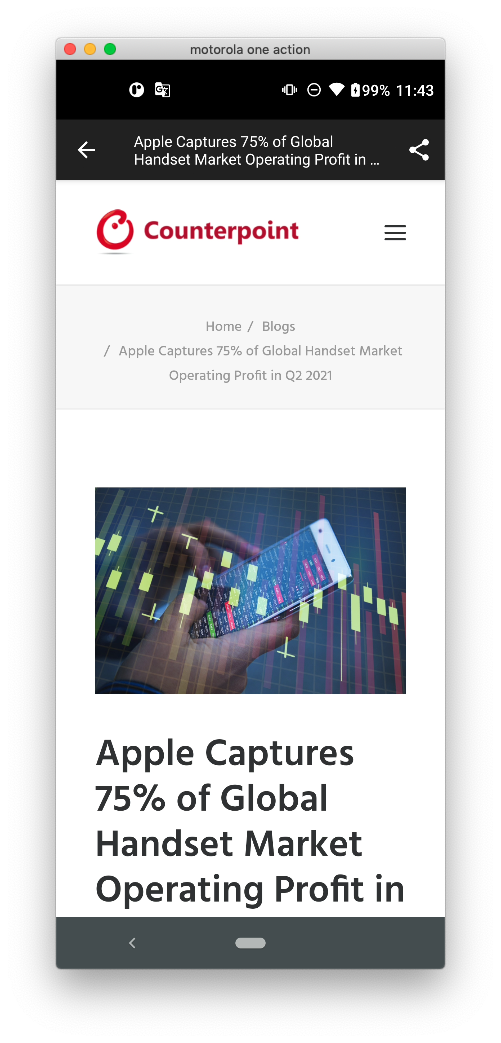 motorola one action
99% 11:43
Apple Captures 75% of Global
Handset Market Operating Profit in ...
Counterpoint
Home / Blogs
/ Apple Captures 75% of Global Handset Market
Operating Profit in Q2 2021
Apple Captures
75% of Global
Handset Market
Operating Profit in